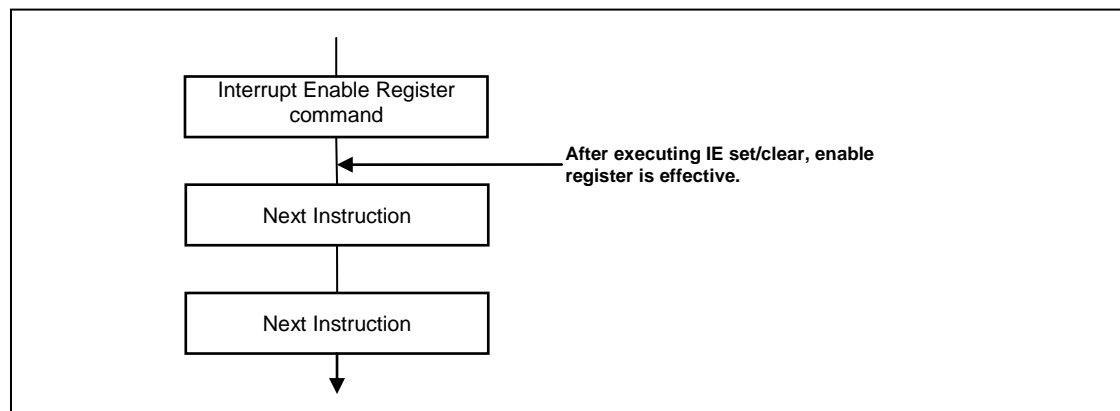 Interrupt Enable Register
command
After executing IE set/clear, enable
register is effective.
Next Instruction
Next Instruction